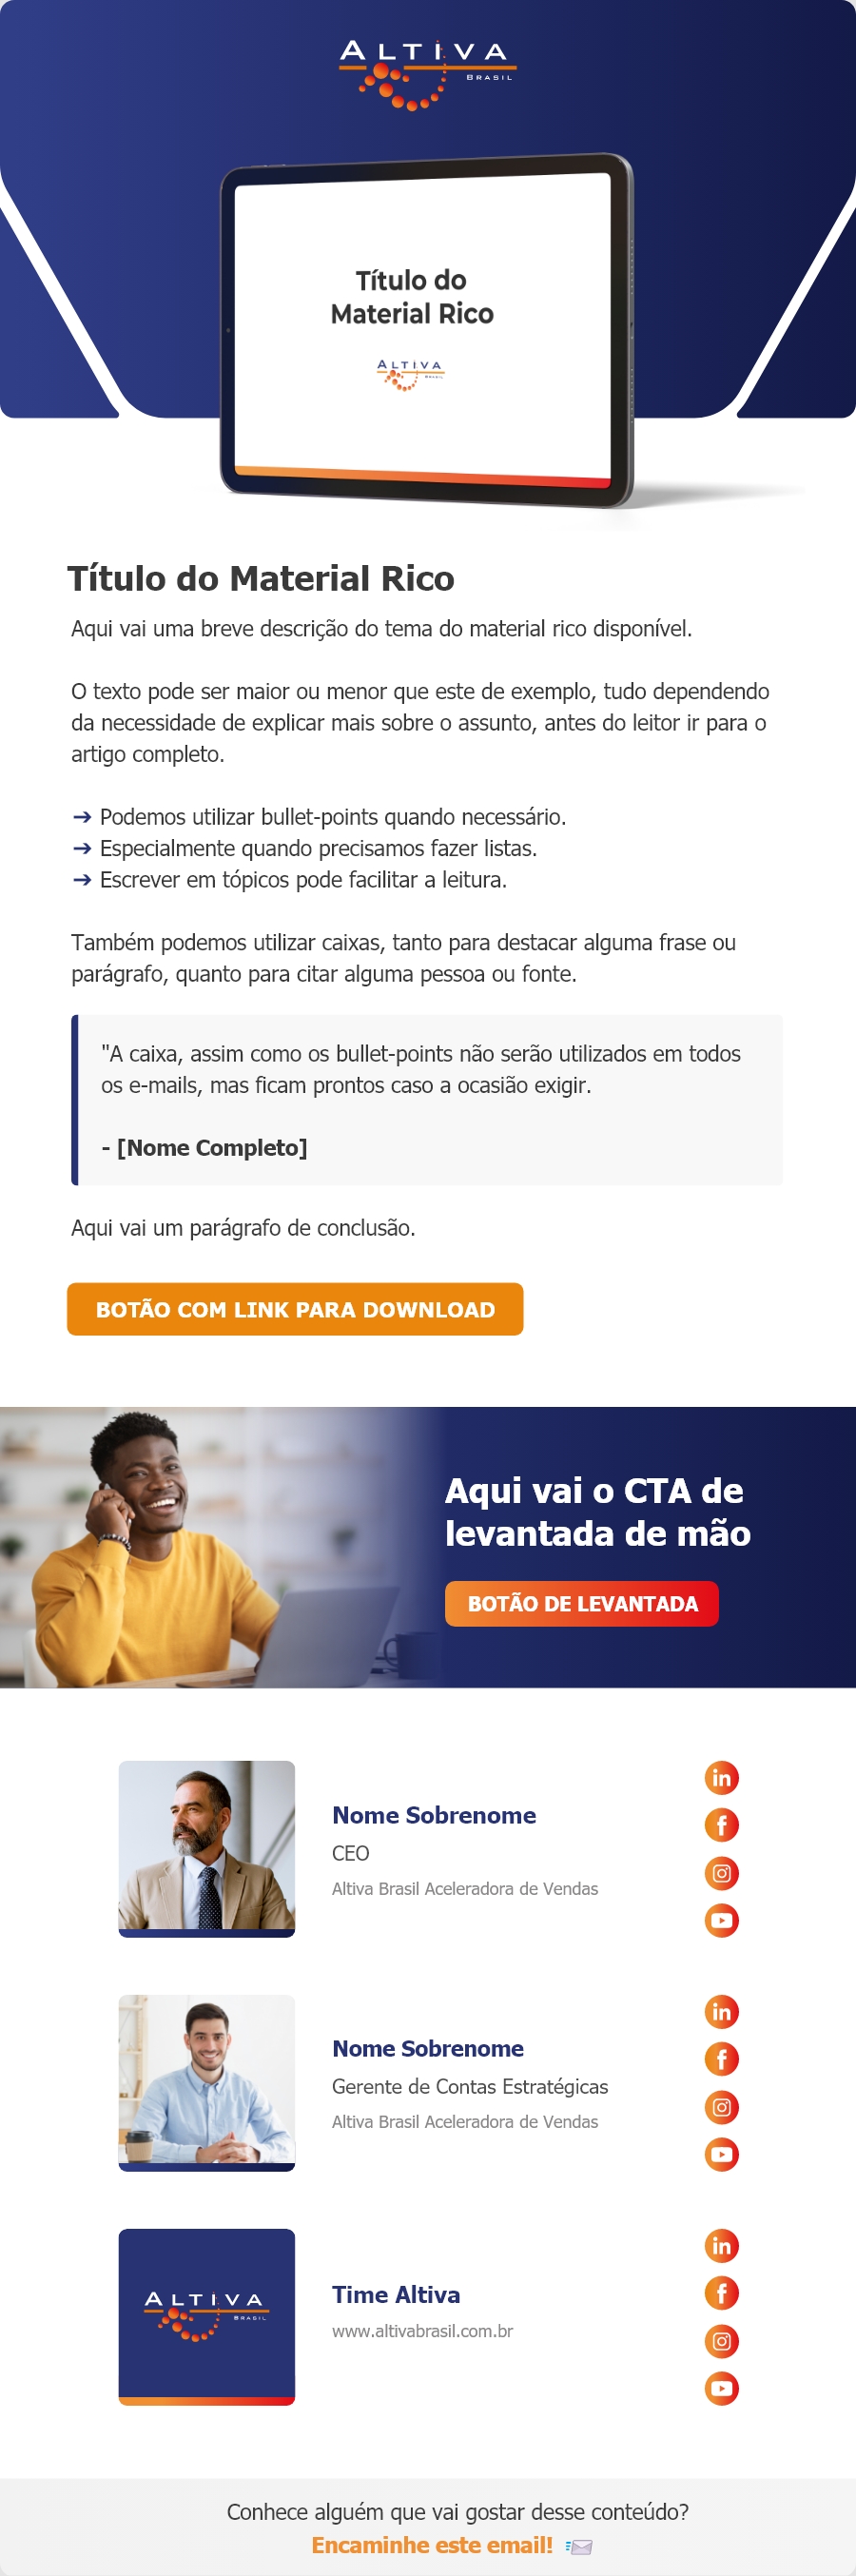 ALTIVA
BRASIL
Título do
Material Rico
ALTIVA
BRASIL
Título do Material Rico
Aqui vai uma breve descrição do tema do material rico disponível.
O texto pode ser maior ou menor que este de exemplo, tudo dependendo
da necessidade de explicar mais sobre o assunto, antes do leitor ir para o
artigo completo.
➔ Podemos utilizar bullet-points quando necessário.
➔ Especialmente quando precisamos fazer listas.
➔ Escrever em tópicos pode facilitar a leitura.
Também podemos utilizar caixas, tanto para destacar alguma frase ou
parágrafo, quanto para citar alguma pessoa ou fonte.
"A caixa, assim como os bullet-points não serão utilizados em todos
os e-mails, mas ficam prontos caso a ocasião exigir.
- [Nome Completo]
Aqui vai um parágrafo de conclusão.
BOTÃO COM LINK PARA DOWNLOAD
Aqui vai o CTA de
levantada de mão
BOTÃO DE LEVANTADA
Nome Sobrenome
CEO
Altiva Brasil Aceleradora de Vendas
Nome Sobrenome
Gerente de Contas Estratégicas
Altiva Brasil Aceleradora de Vendas
ALTIVA
BRASIL
Time Altiva
www.altivabrasil.com.br
Conhece alguém que vai gostar desse conteúdo?
Encaminhe este email!